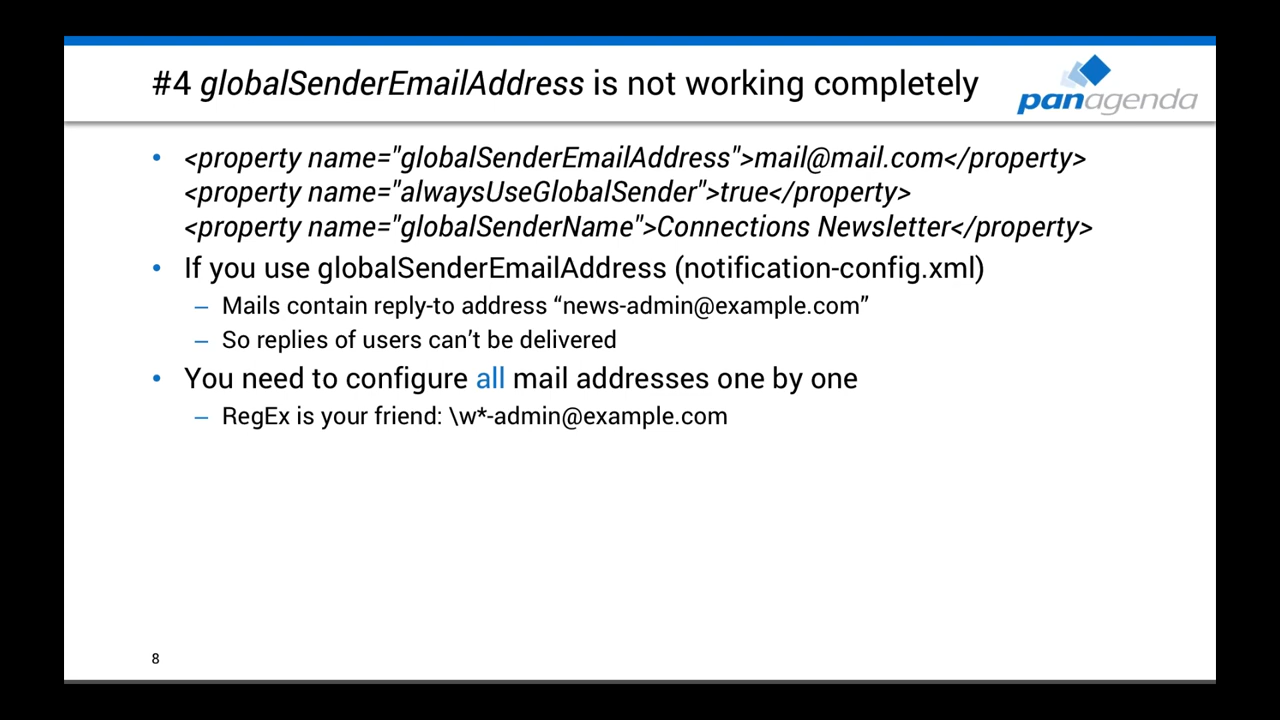 #4 globalSenderEmailAddress is not working completely
panagenda
• <property name="globalSenderEmailAddress">mail@mail.com</property>
<property name="alwaysUseGlobalSender">true</property>
<property name="globalSenderName">Connections Newsletter</property>
• If you use globalSenderEmailAddress (notification-config.xml)
– Mails contain reply-to address “news-admin@example.com”
– So replies of users can’t be delivered
• You need to configure all mail addresses one by one
– RegEx is your friend: \w*-admin@example.com
8